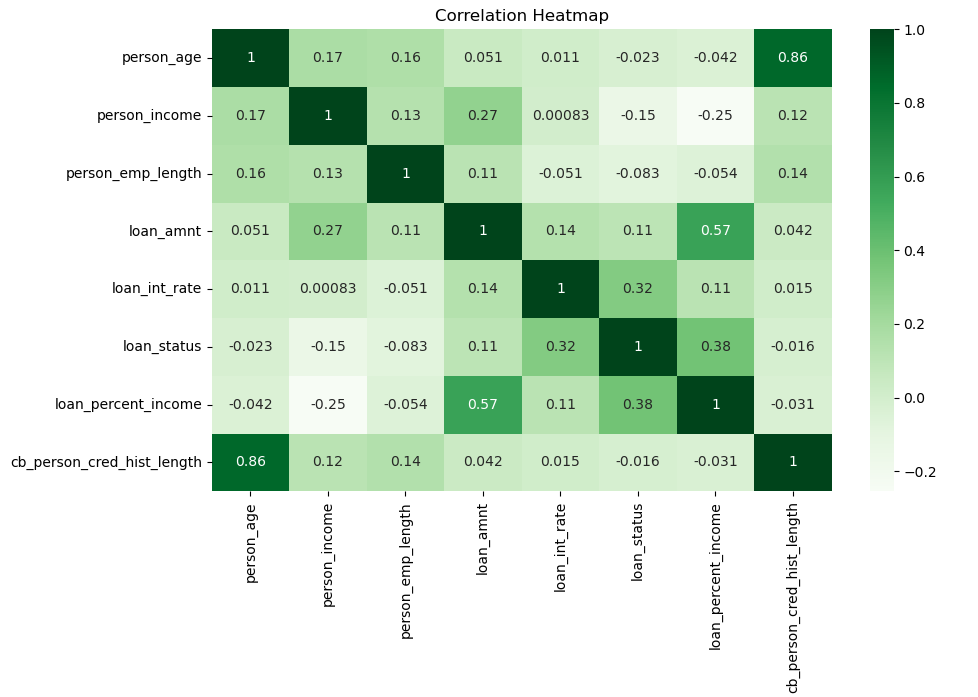 Correlation Heatmap
person_age 1 0.17 0.16 0.051 0.011 -0.023 -0.042 0.86
person_income 0.17 1 0.13 0.27 0.00083 -0.15 -0.25 0.12
person_emp_length 0.16 0.13 1 0.11 -0.051 -0.083 -0.054 0.14
loan_amnt 0.051 0.27 0.11 1 0.14 0.11 0.57 0.042
loan_int_rate 0.011 0.00083 -0.051 0.14 1 0.32 0.11 0.015
loan_status -0.023 -0.15 -0.083 0.11 0.32 1 0.38 -0.016
loan_percent_income -0.042 -0.25 -0.054 0.57 0.11 0.38 1 -0.031
cb_person_cred_hist_length 0.86 0.12 0.14 0.042 0.015 -0.016 -0.031 1
person_age
person_income
person_emp_length
loan_amnt
loan_int_rate
loan_status
loan_percent_income
cb_person_cred_hist_length
1.0
0.8
0.6
0.4
0.2
0.0
−0.2